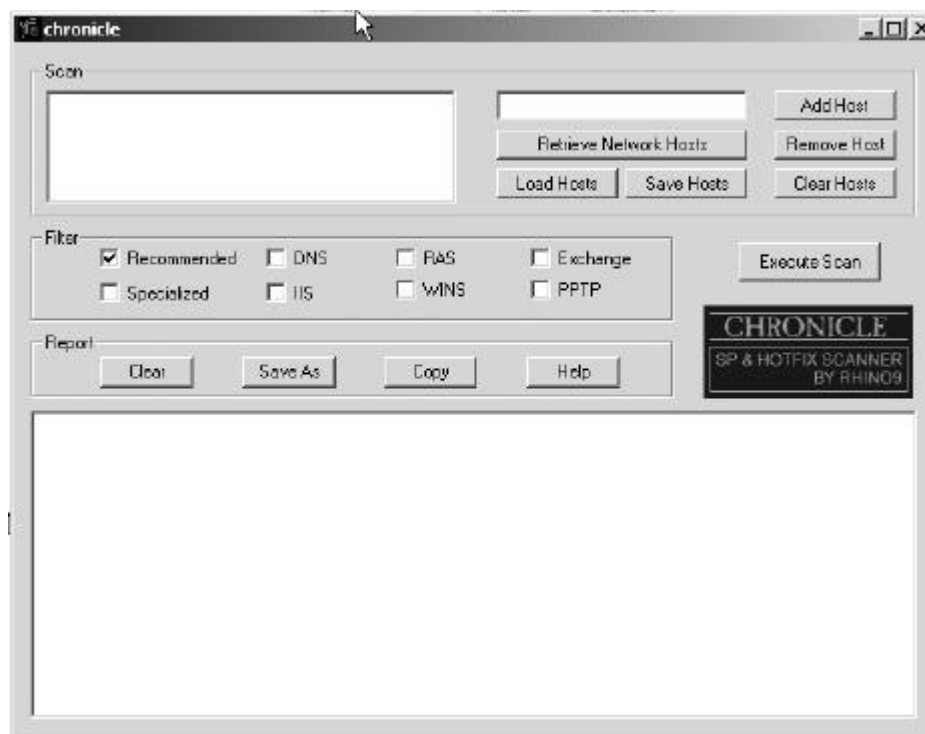 chronicle
Scan
Add Host
Retrieve Network Hosts
Remove Host
Load Hosts
Save Hosts
Clear Hosts
Filter
Recommended
DNS
RAS
Exchange
Execute Scan
Specialized
IIS
WINS
PPTP
CHRONICLE
SP & HOTFIX SCANNER
BY RHINO9
Report
Clear
Save As
Copy
Help